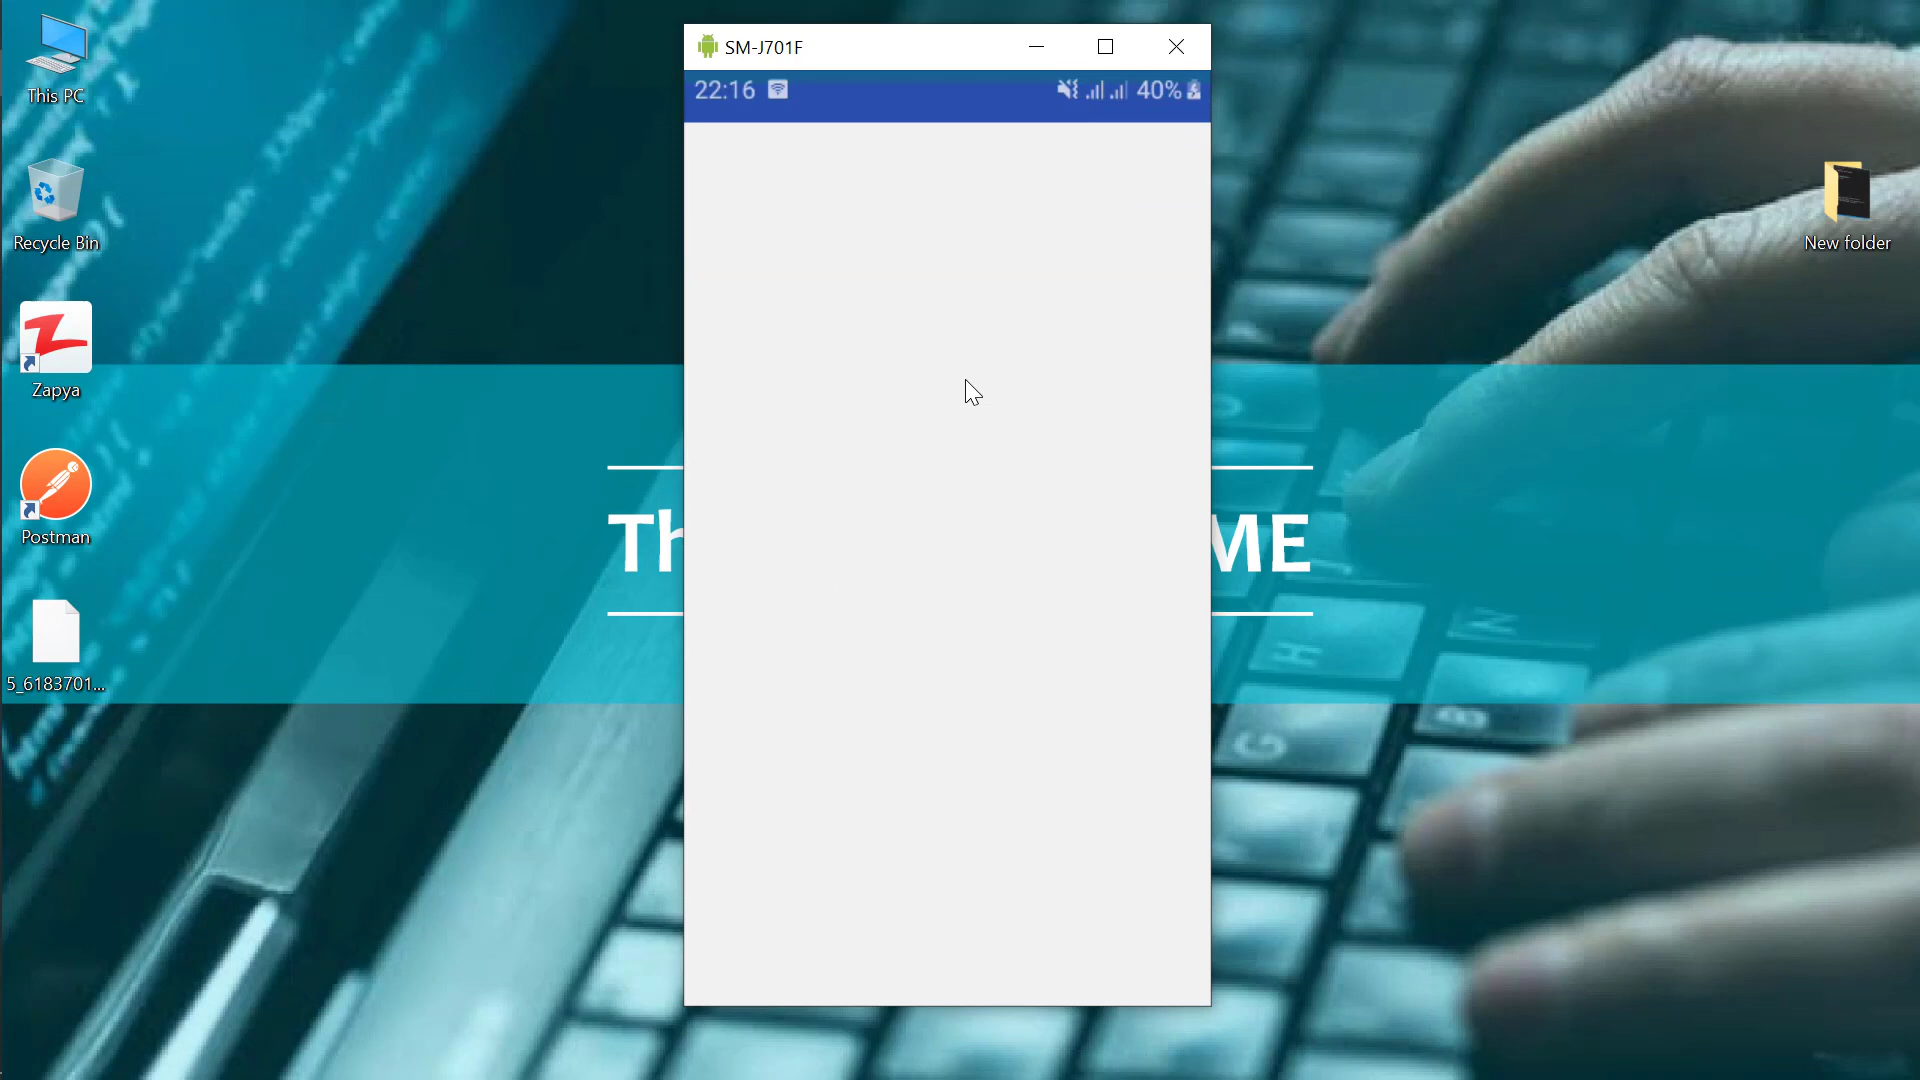 This PC
Recycle Bin
Zapya
Postman
5_6183701...
SM-J701F
22:16
40%
Th
ME
New folder
H
G
B
N